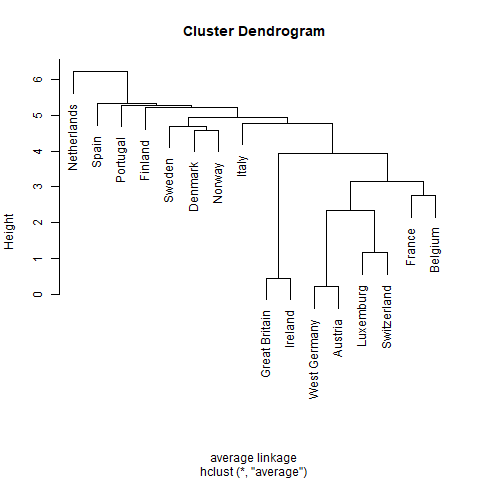 Cluster Dendrogram
Height
6
5
4
3
2
1
0
Netherlands
Spain
Portugal
Finland
Sweden
Denmark
Norway
Italy
Great Britain
Ireland
West Germany
Austria
Luxemburg
Switzerland
France
Belgium
average linkage
hclust (*, "average")